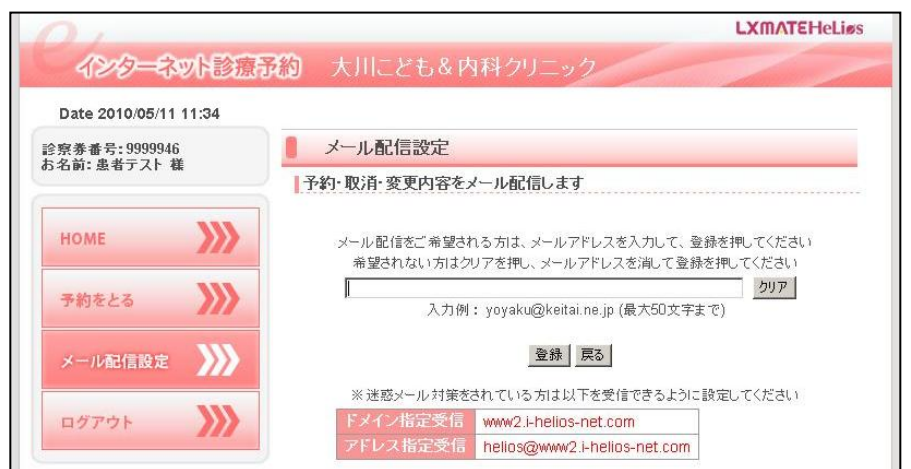 LXMATEHeLiøs
インターネット診療予約 大川こども&内科クリニック
Date 2010/05/11 11:34
診察券番号:9999946
お名前:患者テスト 様
HOME
予約をとる
メール配信設定
ログアウト
メール配信設定
予約・取消・変更内容をメール配信します
メール配信をご希望される方は、メールアドレスを入力して、登録を押してください
希望されない方はクリアを押し、メールアドレスを消して登録を押してください
クリア
入力例: yoyaku@keitai.ne.jp (最大50文字まで)
登録 戻る
※迷惑メール対策をされている方は以下を受信できるように設定してください
ドメイン指定受信 www2.i-helios-net.com
アドレス指定受信 helios@www2.i-helios-net.com